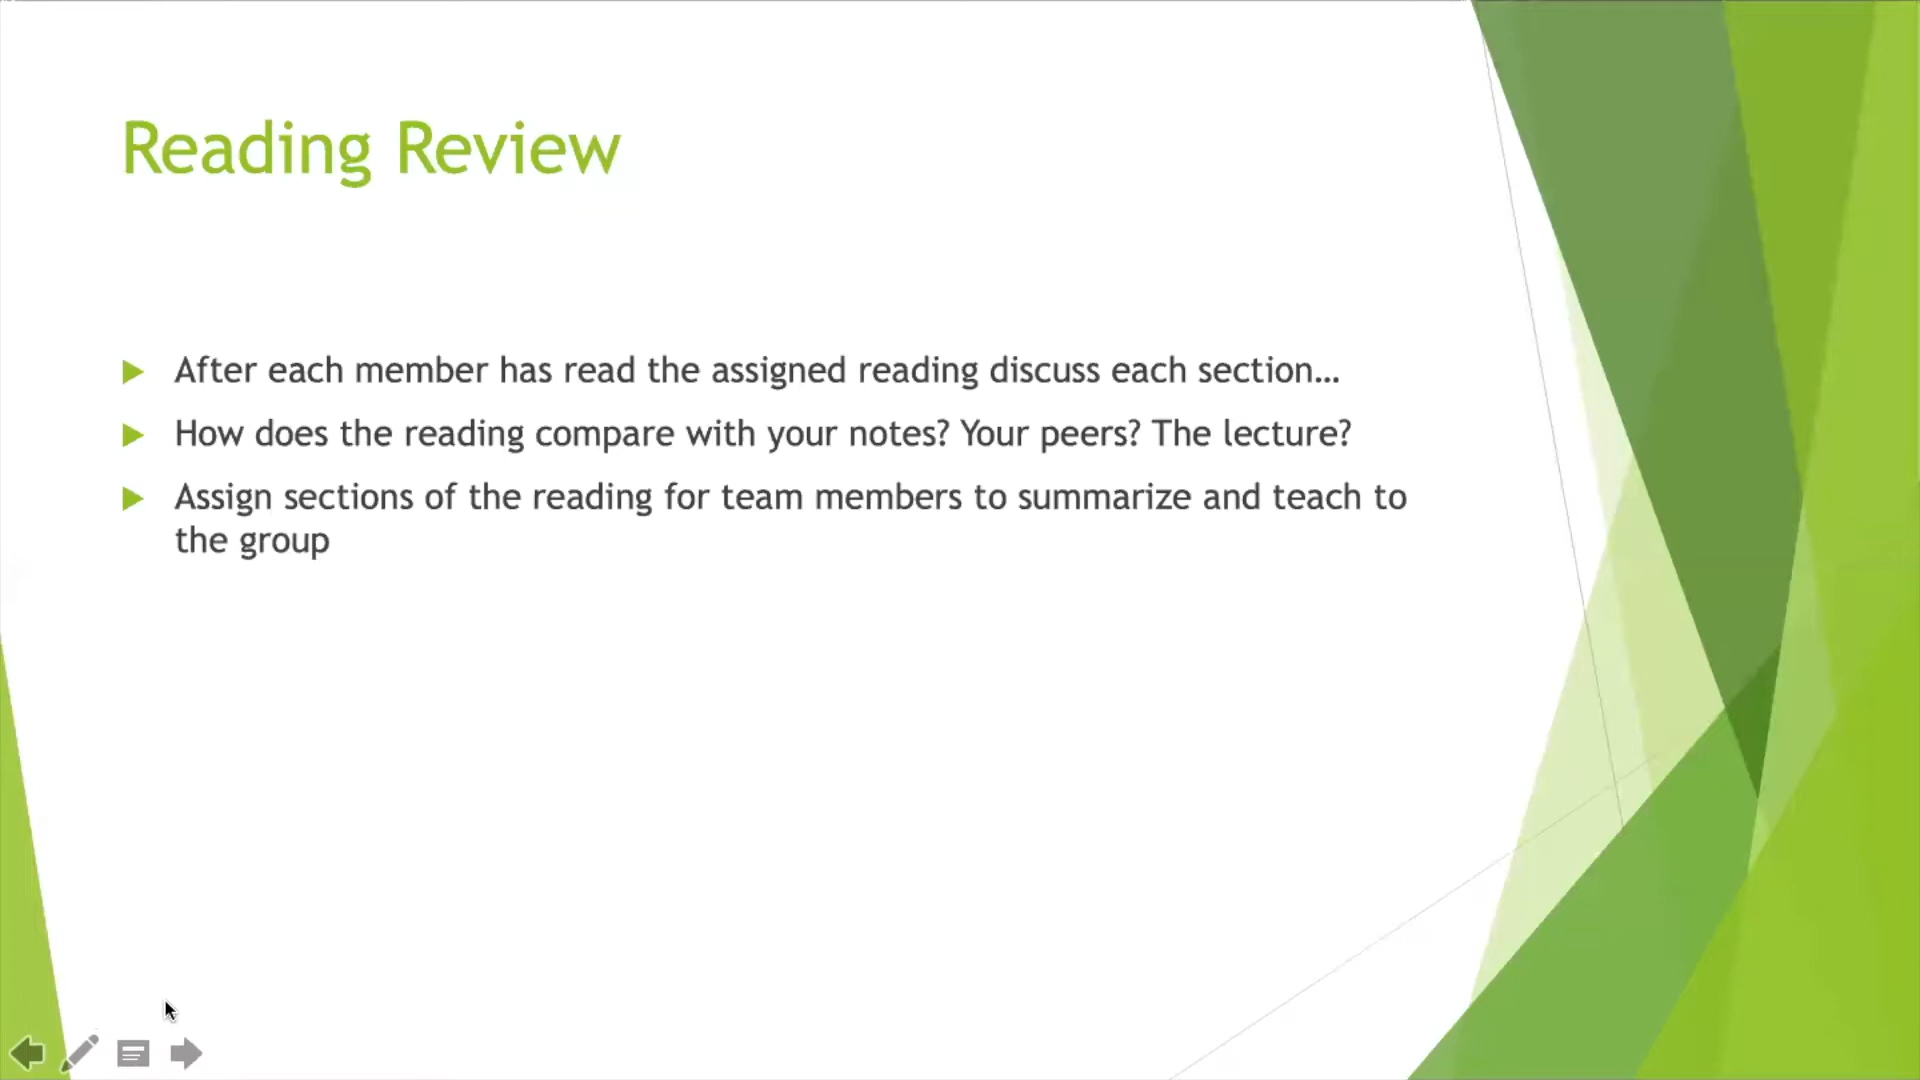 Reading Review
After each member has read the assigned reading discuss each section…
How does the reading compare with your notes? Your peers? The lecture?
Assign sections of the reading for team members to summarize and teach to
the group